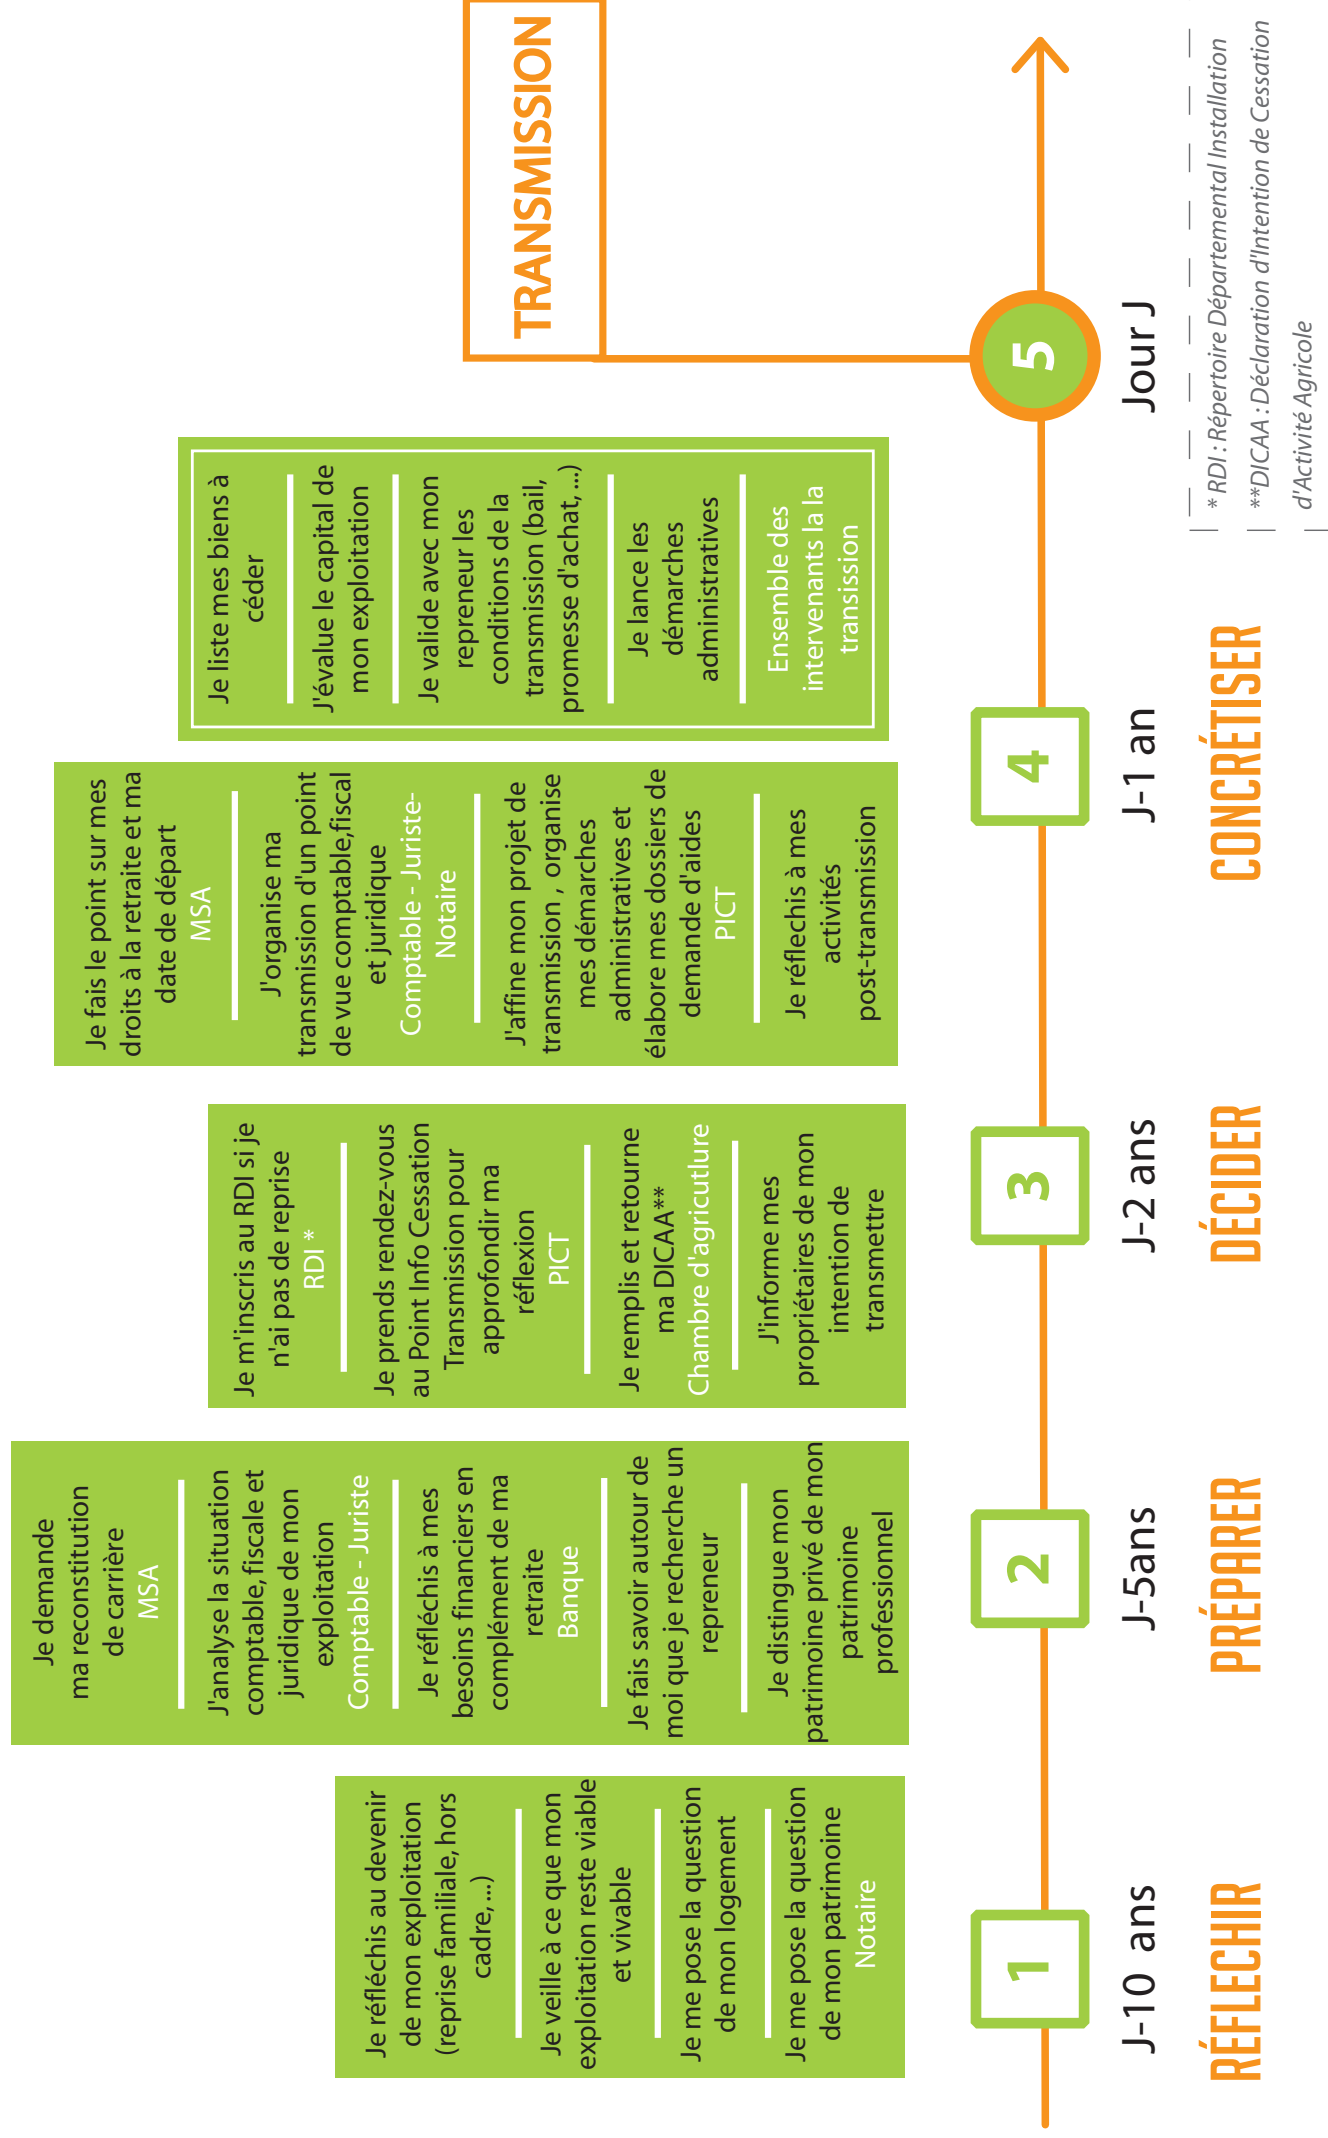 Je réfléchis au devenir
de mon exploitation
(reprise familiale, hors
cadre, ...)
Je veille à ce que mon
exploitation reste viable
et vivable
Je me pose la question
de mon logement
Je me pose la question
de mon patrimoine
Notaire
1
J-10 ans
RÉFLECHIR
Je demande
ma reconstitution
de carrière
MSA
J'analyse la situation
comptable, fiscale et
juridique de mon
exploitation
Comptable - Juriste
Je réfléchis à mes
besoins financiers en
complément de ma
retraite
Banque
Je fais savoir autour de
moi que je recherche un
repreneur
Je distingue mon
patrimoine privé de mon
patrimoine
professionnel
2
J-5ans
PRÉPARER
Je m'inscris au RDI si je
n'ai pas de reprise
RDI *
Je prends rendez-vous
au Point Info Cessation
Transmission pour
approfondir ma
réflexion
PICT
Je remplis et retourne
ma DICAA**
Chambre d'agricutlure
J'informe mes
propriétaires de mon
intention de
transmettre
3
J-2 ans
DÉCIDER
Je fais le point sur mes
droits à la retraite et ma
date de départ
MSA
J'organise ma
transmission d'un point
de vue comptable,fiscal
et juridique
Comptable - Juriste-
Notaire
J'affine mon projet de
transmission , organise
mes démarches
administratives et
élabore mes dossiers de
demande d'aides
PICT
Je réflechis à mes
activités
post-transmission
4
J-1 an
CONCRÉTISER
Je liste mes biens à
céder
J'évalue le capital de
mon exploitation
Je valide avec mon
repreneur les
conditions de la
transmission (bail,
promesse d'achat, ...)
Je lance les
démarches
administratives
Ensemble des
intervenants la la
transission
TRANSMISSION
5
Jour J
* RDI : Répertoire Départemental Installation
**DICAA : Déclaration d'Intention de Cessation
d'Activité Agricole